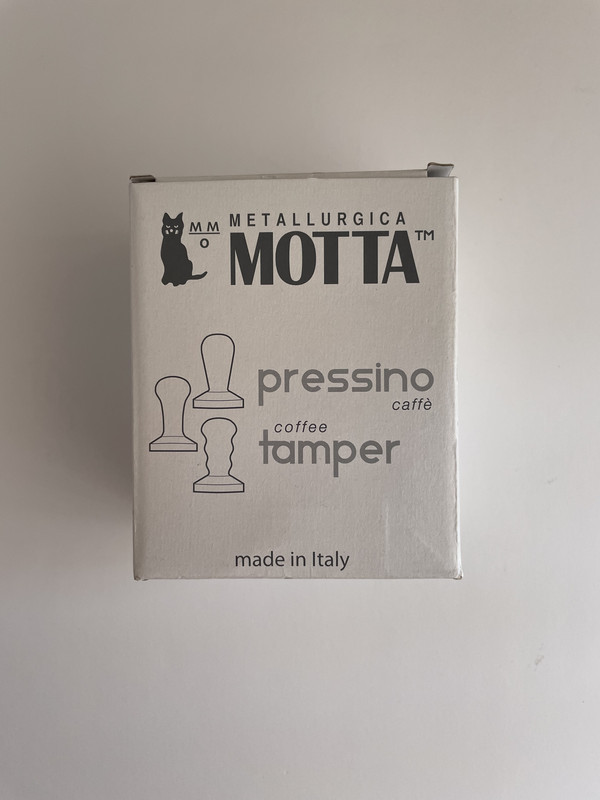 MM
O
METALLURGICA
MOTTA™
pressino
caffè
coffee
tamper
made in Italy